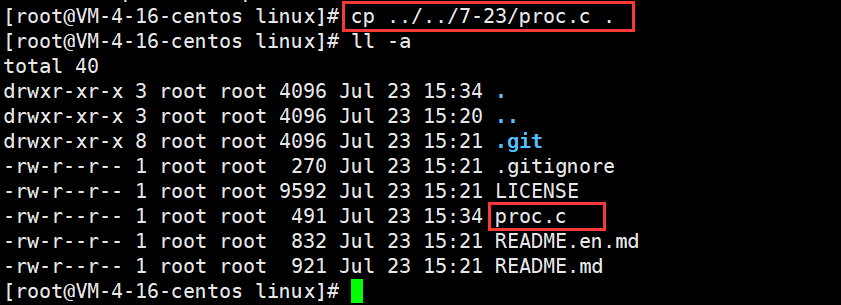 [root@VM-4-16-centos linux]# cp ../../7-23/proc.c .
[root@VM-4-16-centos linux]# ll -a
total 40
drwxr-xr-x 3 root root 4096 Jul 23 15:34 .
drwxr-xr-x 3 root root 4096 Jul 23 15:20 ..
drwxr-xr-x 8 root root 4096 Jul 23 15:21 .git
-rw-r--r-- 1 root root  270 Jul 23 15:21 .gitignore
-rw-r--r-- 1 root root 9592 Jul 23 15:21 LICENSE
-rw-r--r-- 1 root root  491 Jul 23 15:34 proc.c
-rw-r--r-- 1 root root  832 Jul 23 15:21 README.en.md
-rw-r--r-- 1 root root  921 Jul 23 15:21 README.md
[root@VM-4-16-centos linux]#